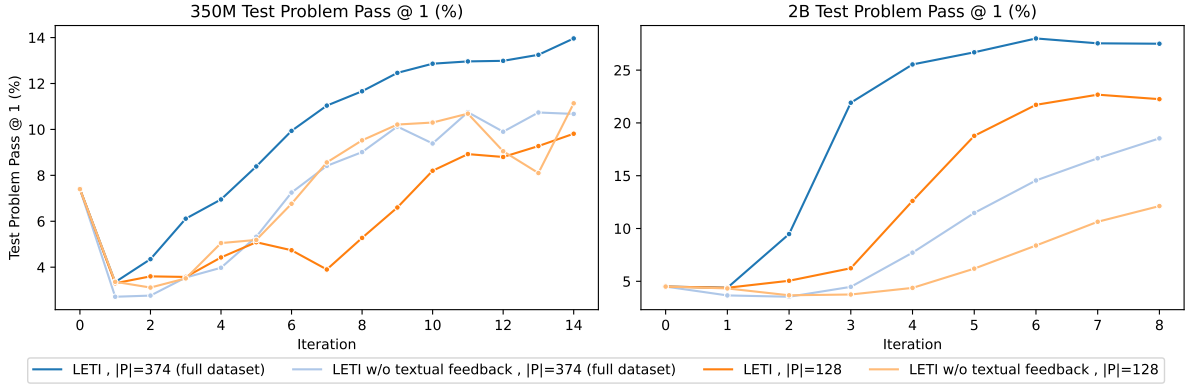 350M Test Problem Pass @ 1 (%)
2B Test Problem Pass @ 1 (%)
Test Problem Pass @ 1 (%)
14
12
10
8
6
4
0 2 4 6 8 10 12 14
Iteration
25
20
15
10
5
0 1 2 3 4 5 6 7 8
Iteration
LETI , |P|=374 (full dataset) LETI w/o textual feedback , |P|=374 (full dataset) LETI , |P|=128 LETI w/o textual feedback , |P|=128